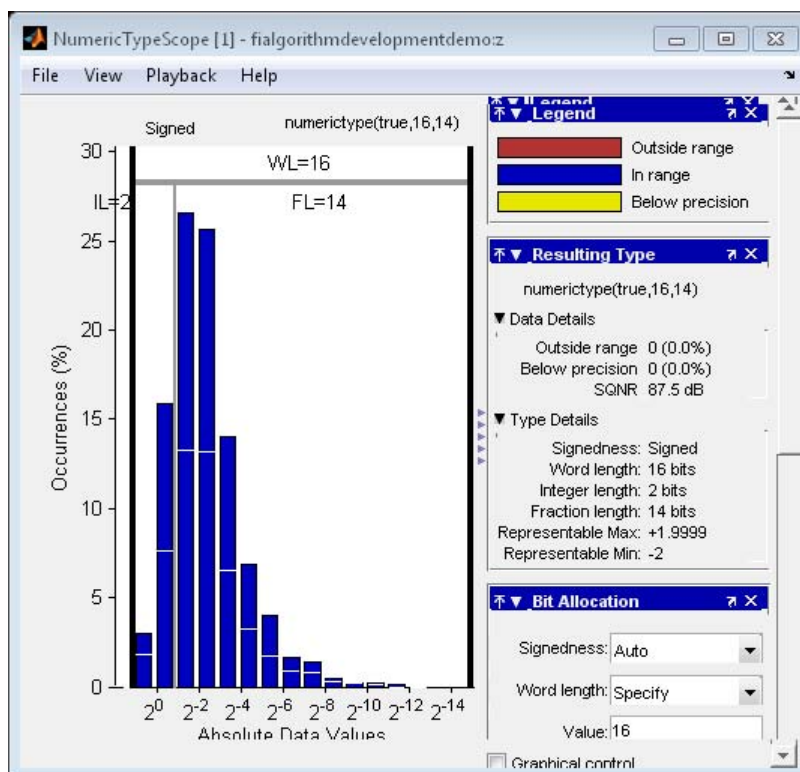 NumericTypeScope [1] - fialgorithmdevelopmentdemo:z
File View Playback Help
Signed
numerictype(true,16,14)
WL=16
IL=2
FL=14
30
25
20
15
10
5
0
Occurrences (%)
2^0 2^-2 2^-4 2^-6 2^-8 2^-10 2^-12 2^-14
Absolute Data Values
Legend
Legend
Outside range
In range
Below precision
Resulting Type
numerictype(true,16,14)
Data Details
Outside range 0 (0.0%)
Below precision 0 (0.0%)
SQNR 87.5 dB
Type Details
Signedness: Signed
Word length: 16 bits
Integer length: 2 bits
Fraction length: 14 bits
Representable Max: +1.9999
Representable Min: -2
Bit Allocation
Signedness: Auto
Word length: Specify
Value: 16
Graphical control